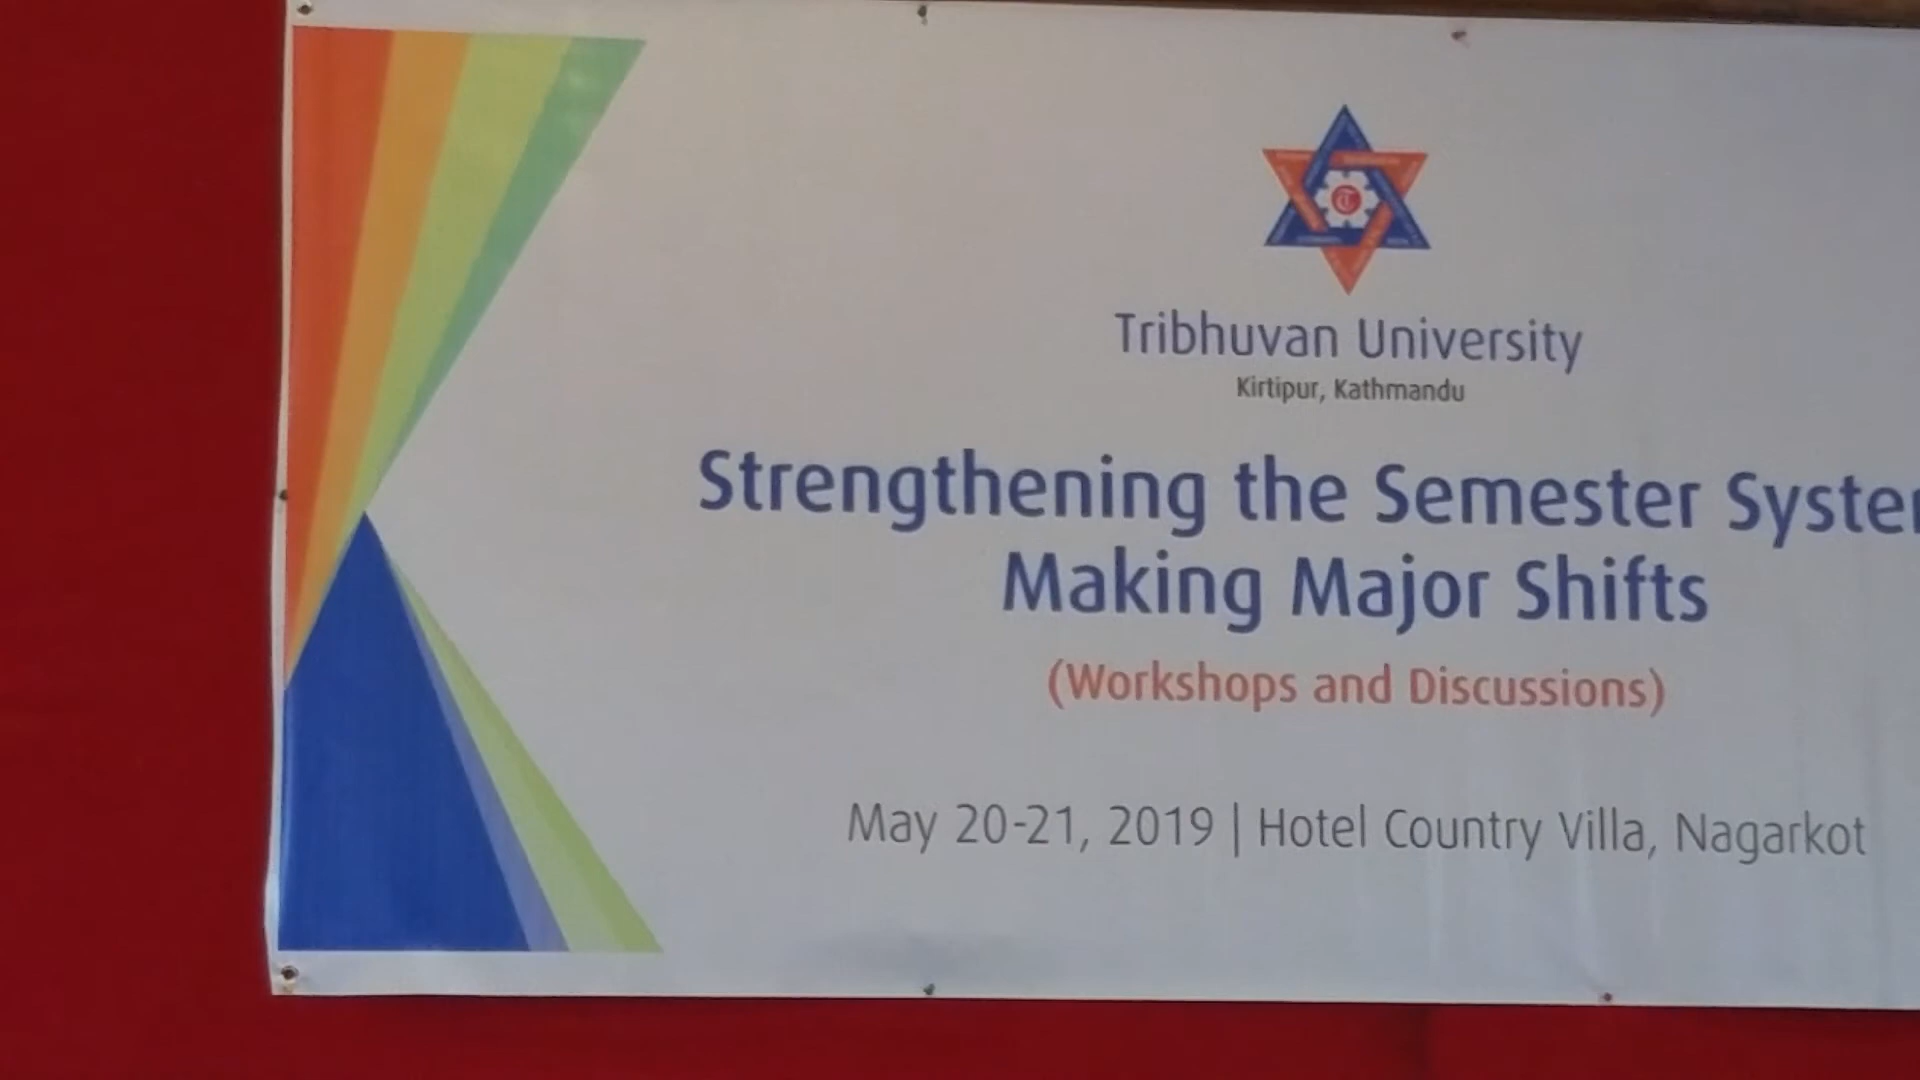 Tribhuvan University
Kirtipur, Kathmandu
Strengthening the Semester
Making Major Shifts
(Workshops and Discussions)
May 20-21, 2019 | Hotel Country Villa, Nagarkot